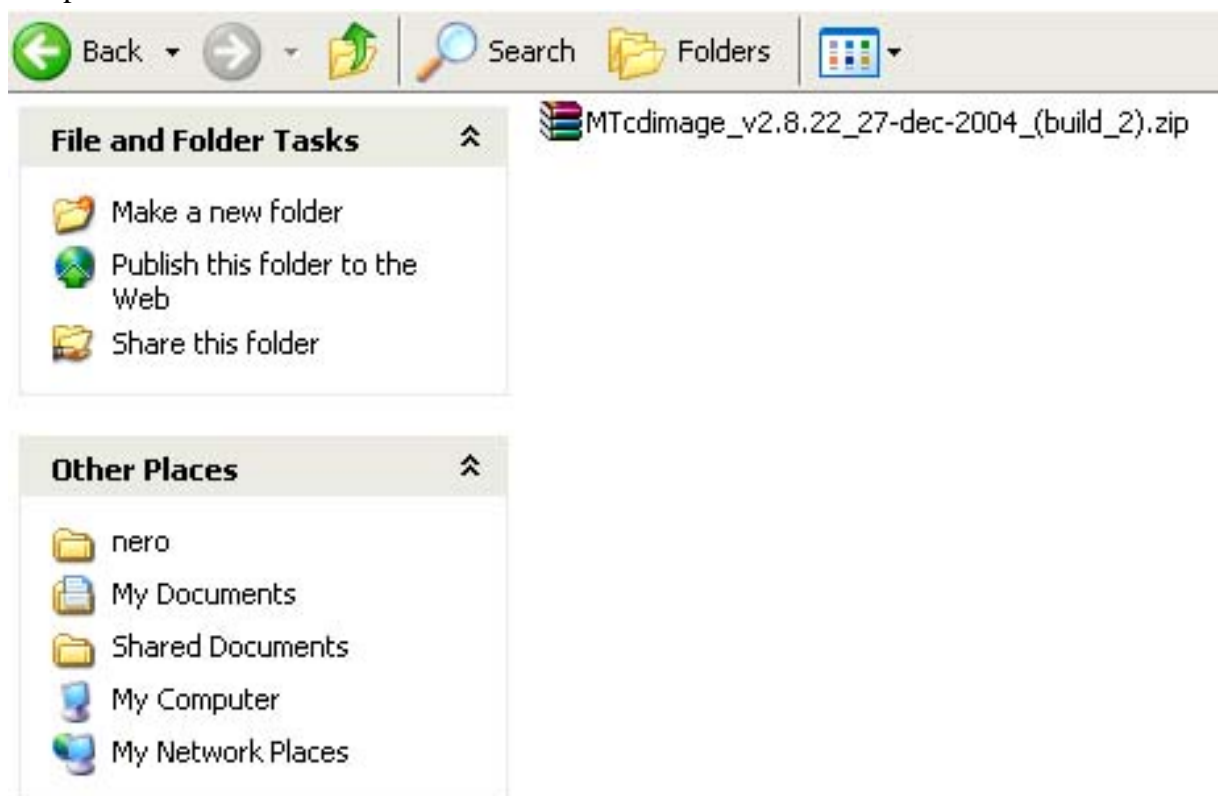 Back
Search
Folders
File and Folder Tasks
Make a new folder
Publish this folder to the
Web
Share this folder
MTcdimage_v2.8.22_27-dec-2004_(build_2).zip
Other Places
nero
My Documents
Shared Documents
My Computer
My Network Places